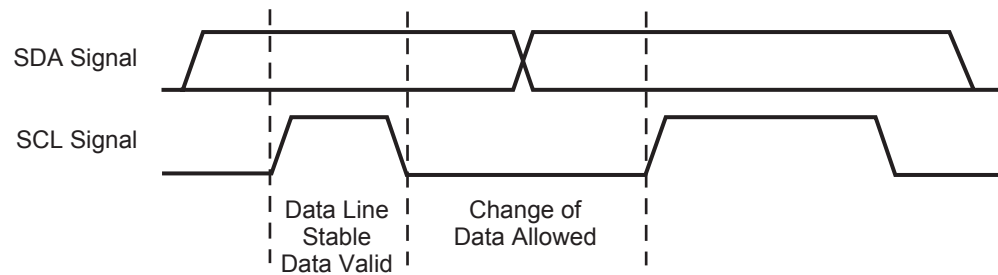 SDA Signal
SCL Signal
Data Line
Stable
Data Valid
Change of
Data Allowed